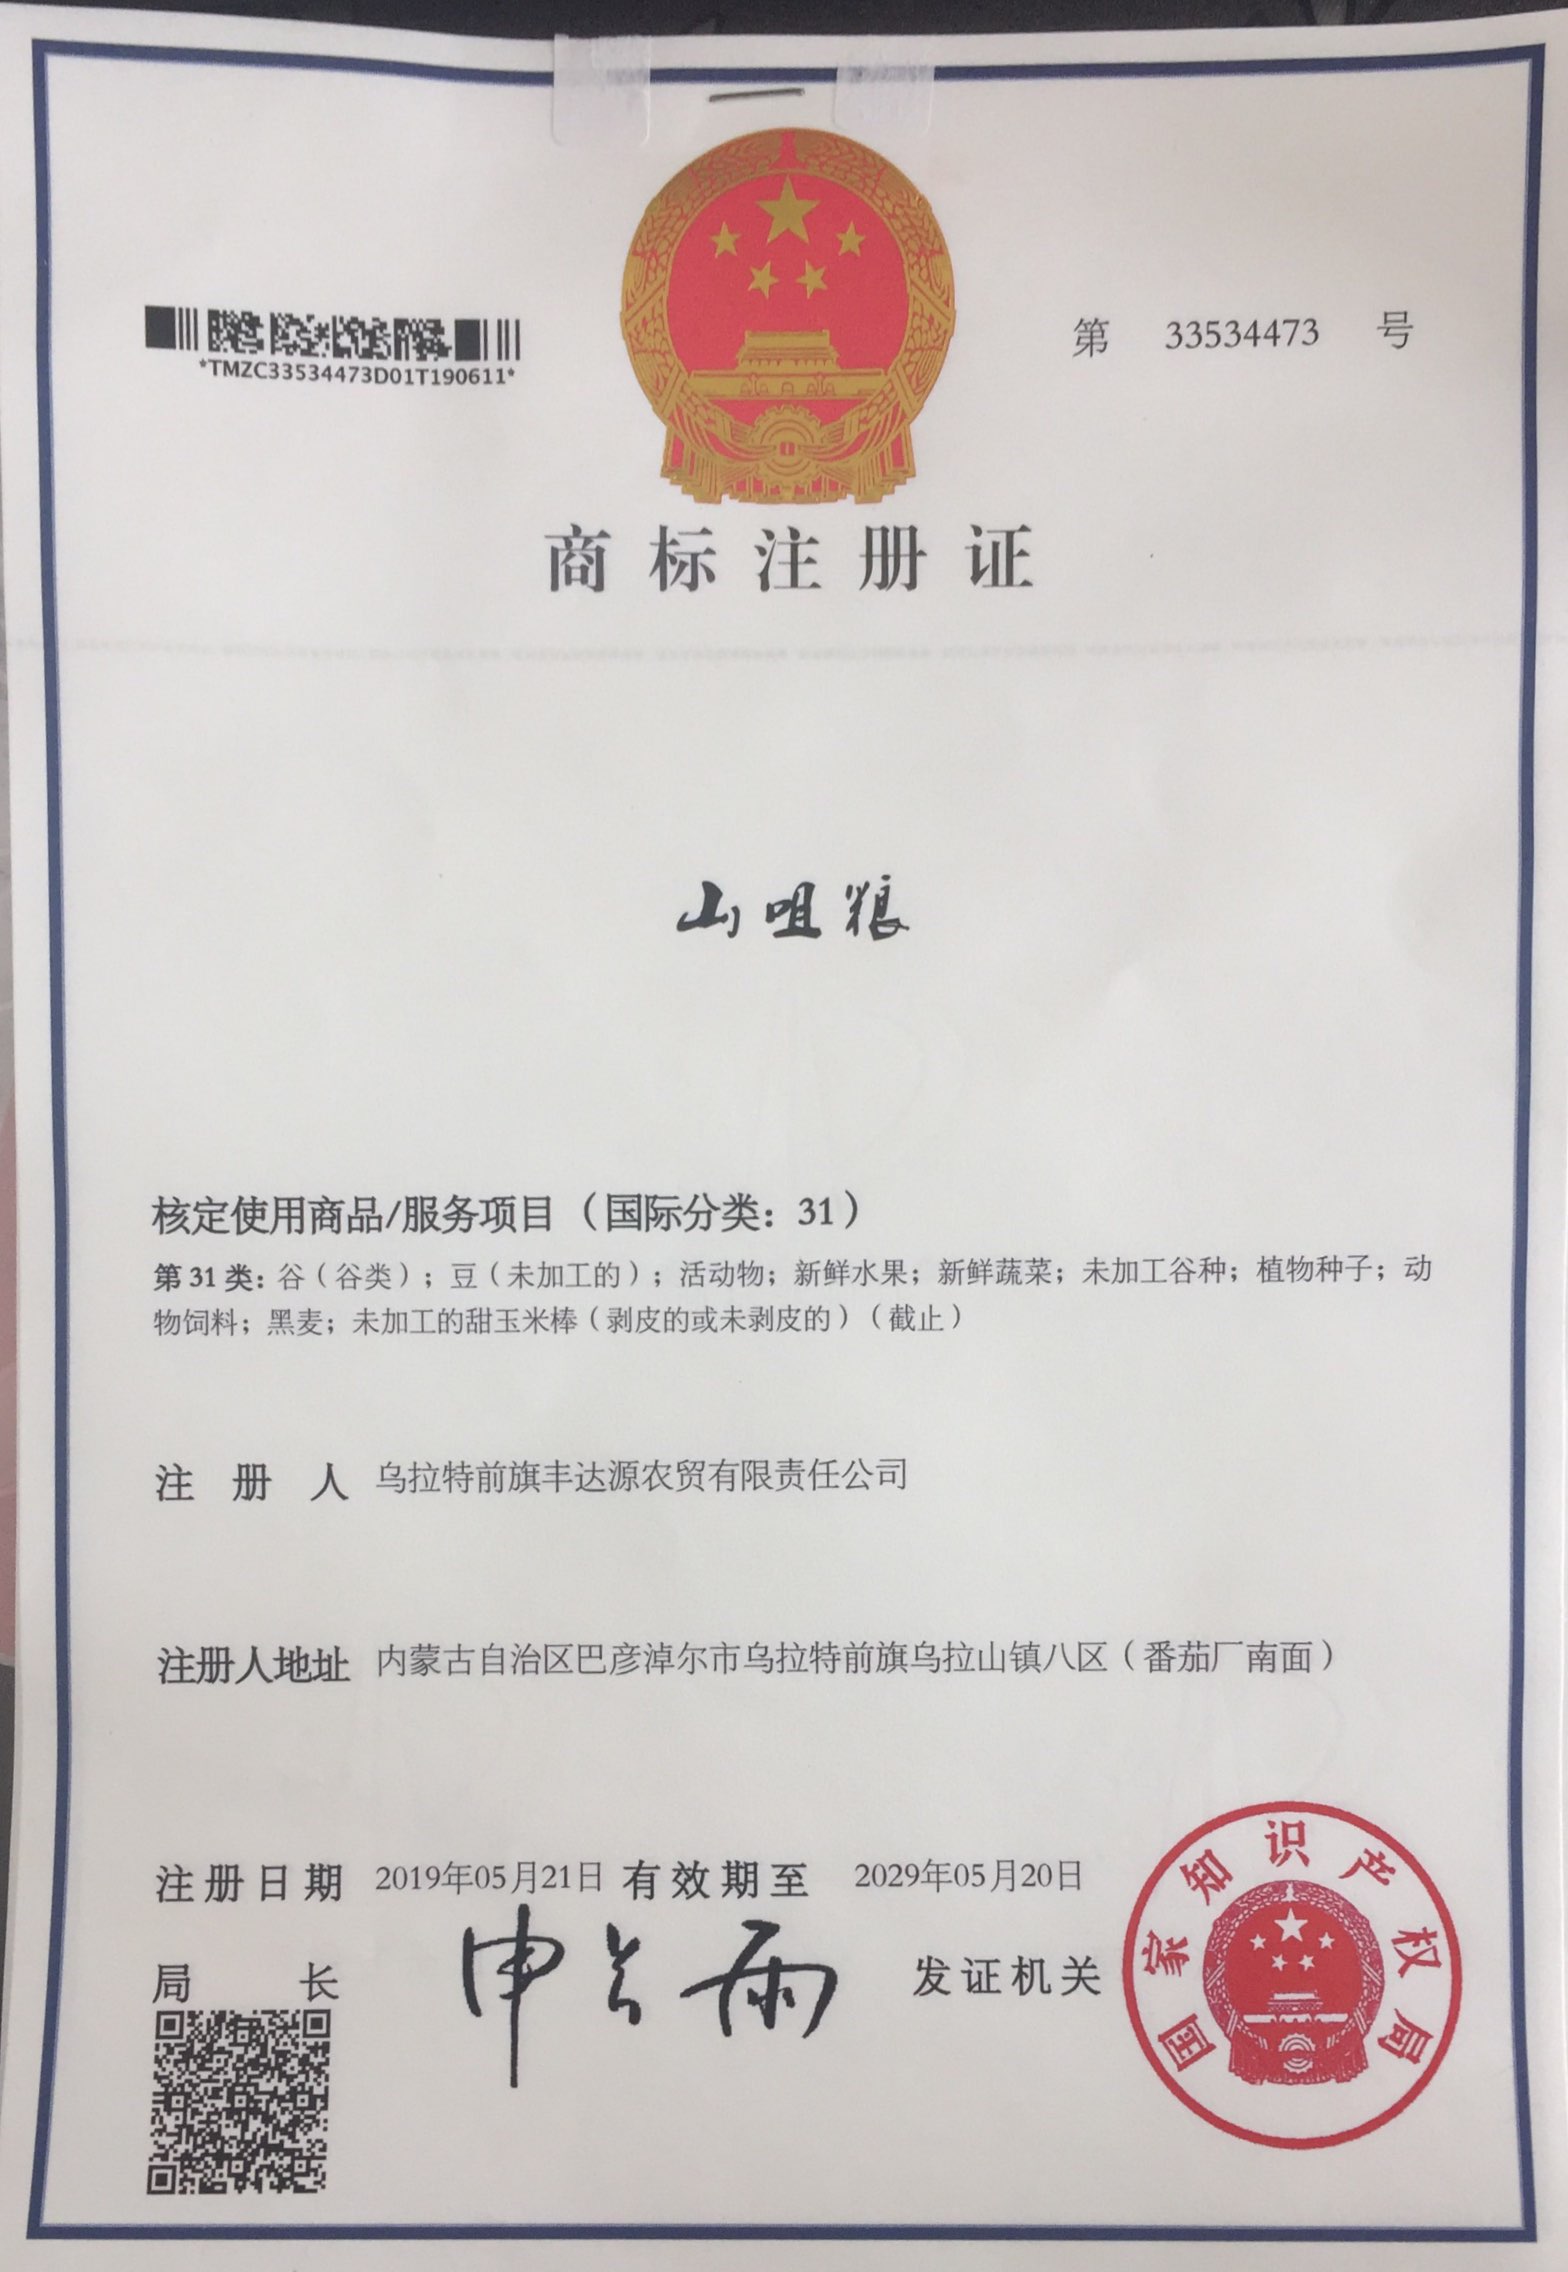 *TMZC33534473D01T190611*
第 33534473 号
商标注册证
山咀粮
核定使用商品/服务项目（国际分类：31）
第31类：谷（谷类）；豆（未加工的）；活动物；新鲜水果；新鲜蔬菜；未加工谷种；植物种子；动
物饲料；黑麦；未加工的甜玉米棒（剥皮的或未剥皮的）（截止）
注册人 乌拉特前旗丰达源农贸有限责任公司
注册人地址 内蒙古自治区巴彦淖尔市乌拉特前旗乌拉山镇八区（番茄厂南面）
注册日期 2019年05月21日 有效期至 2029年05月20日
局长 申长雨 发证机关
国家知识产权局